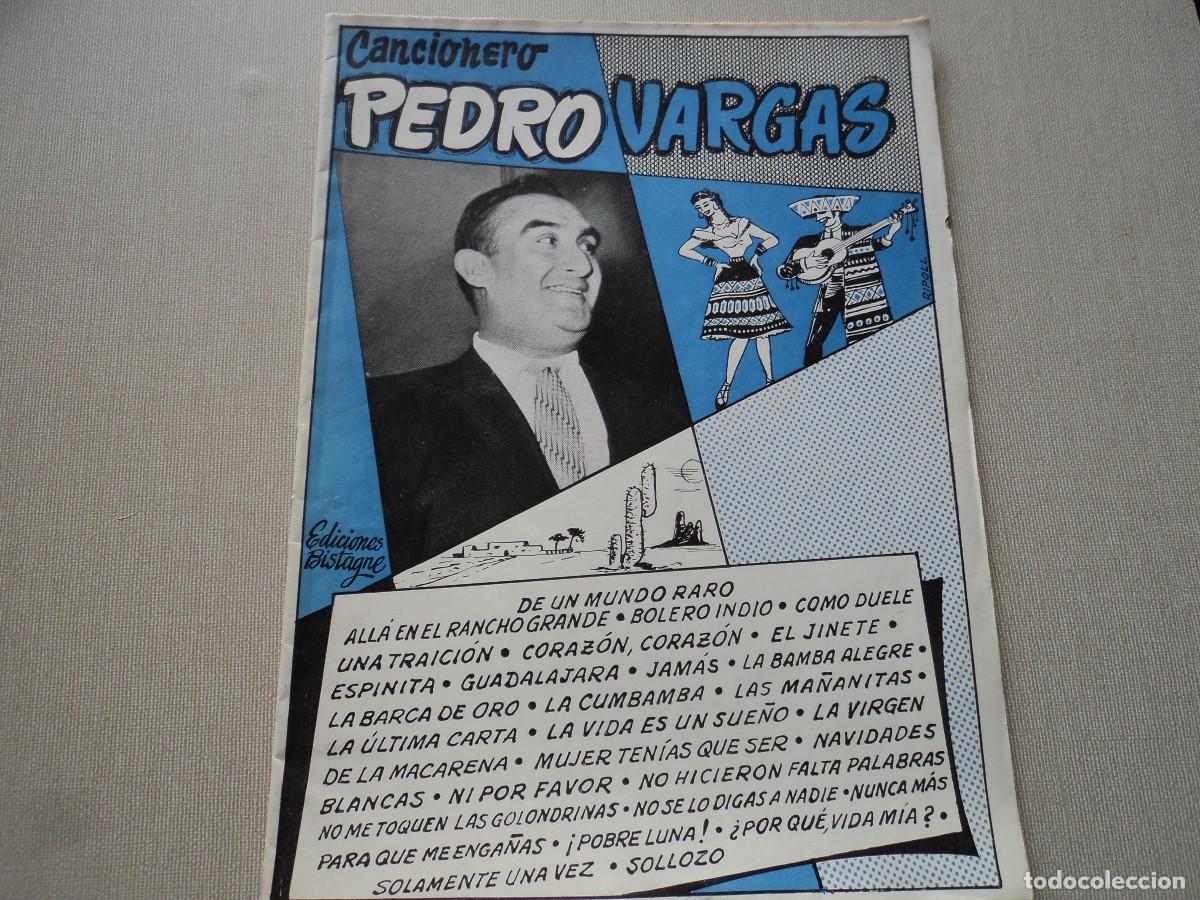 Cancionero
PEDRO VARGAS
RIPOLL
Ediciones
Bistagne
DE UN MUNDO RARO
ALLÁ EN EL RANCHO GRANDE • BOLERO INDIO • COMO DUELE
UNA TRAICIÓN • CORAZÓN, CORAZÓN • EL JINETE •
ESPINITA • GUADALAJARA • JAMÁS • LA BAMBA ALEGRE •
LA BARCA DE ORO • LA CUMBAMBA • LAS MAÑANITAS •
LA ÚLTIMA CARTA • LA VIDA ES UN SUEÑO • LA VIRGEN
DE LA MACARENA • MUJER TENÍAS QUE SER • NAVIDADES
BLANCAS • NI POR FAVOR • NO HICIERON FALTA PALABRAS
NO ME TOQUEN LAS GOLONDRINAS • NO SE LO DIGAS A NADIE • NUNCA MÁS
PARA QUE ME ENGAÑAS • ¡POBRE LUNA! • ¿POR QUÉ, VIDA MÍA? •
SOLAMENTE UNA VEZ • SOLLOZO
todocoleccion